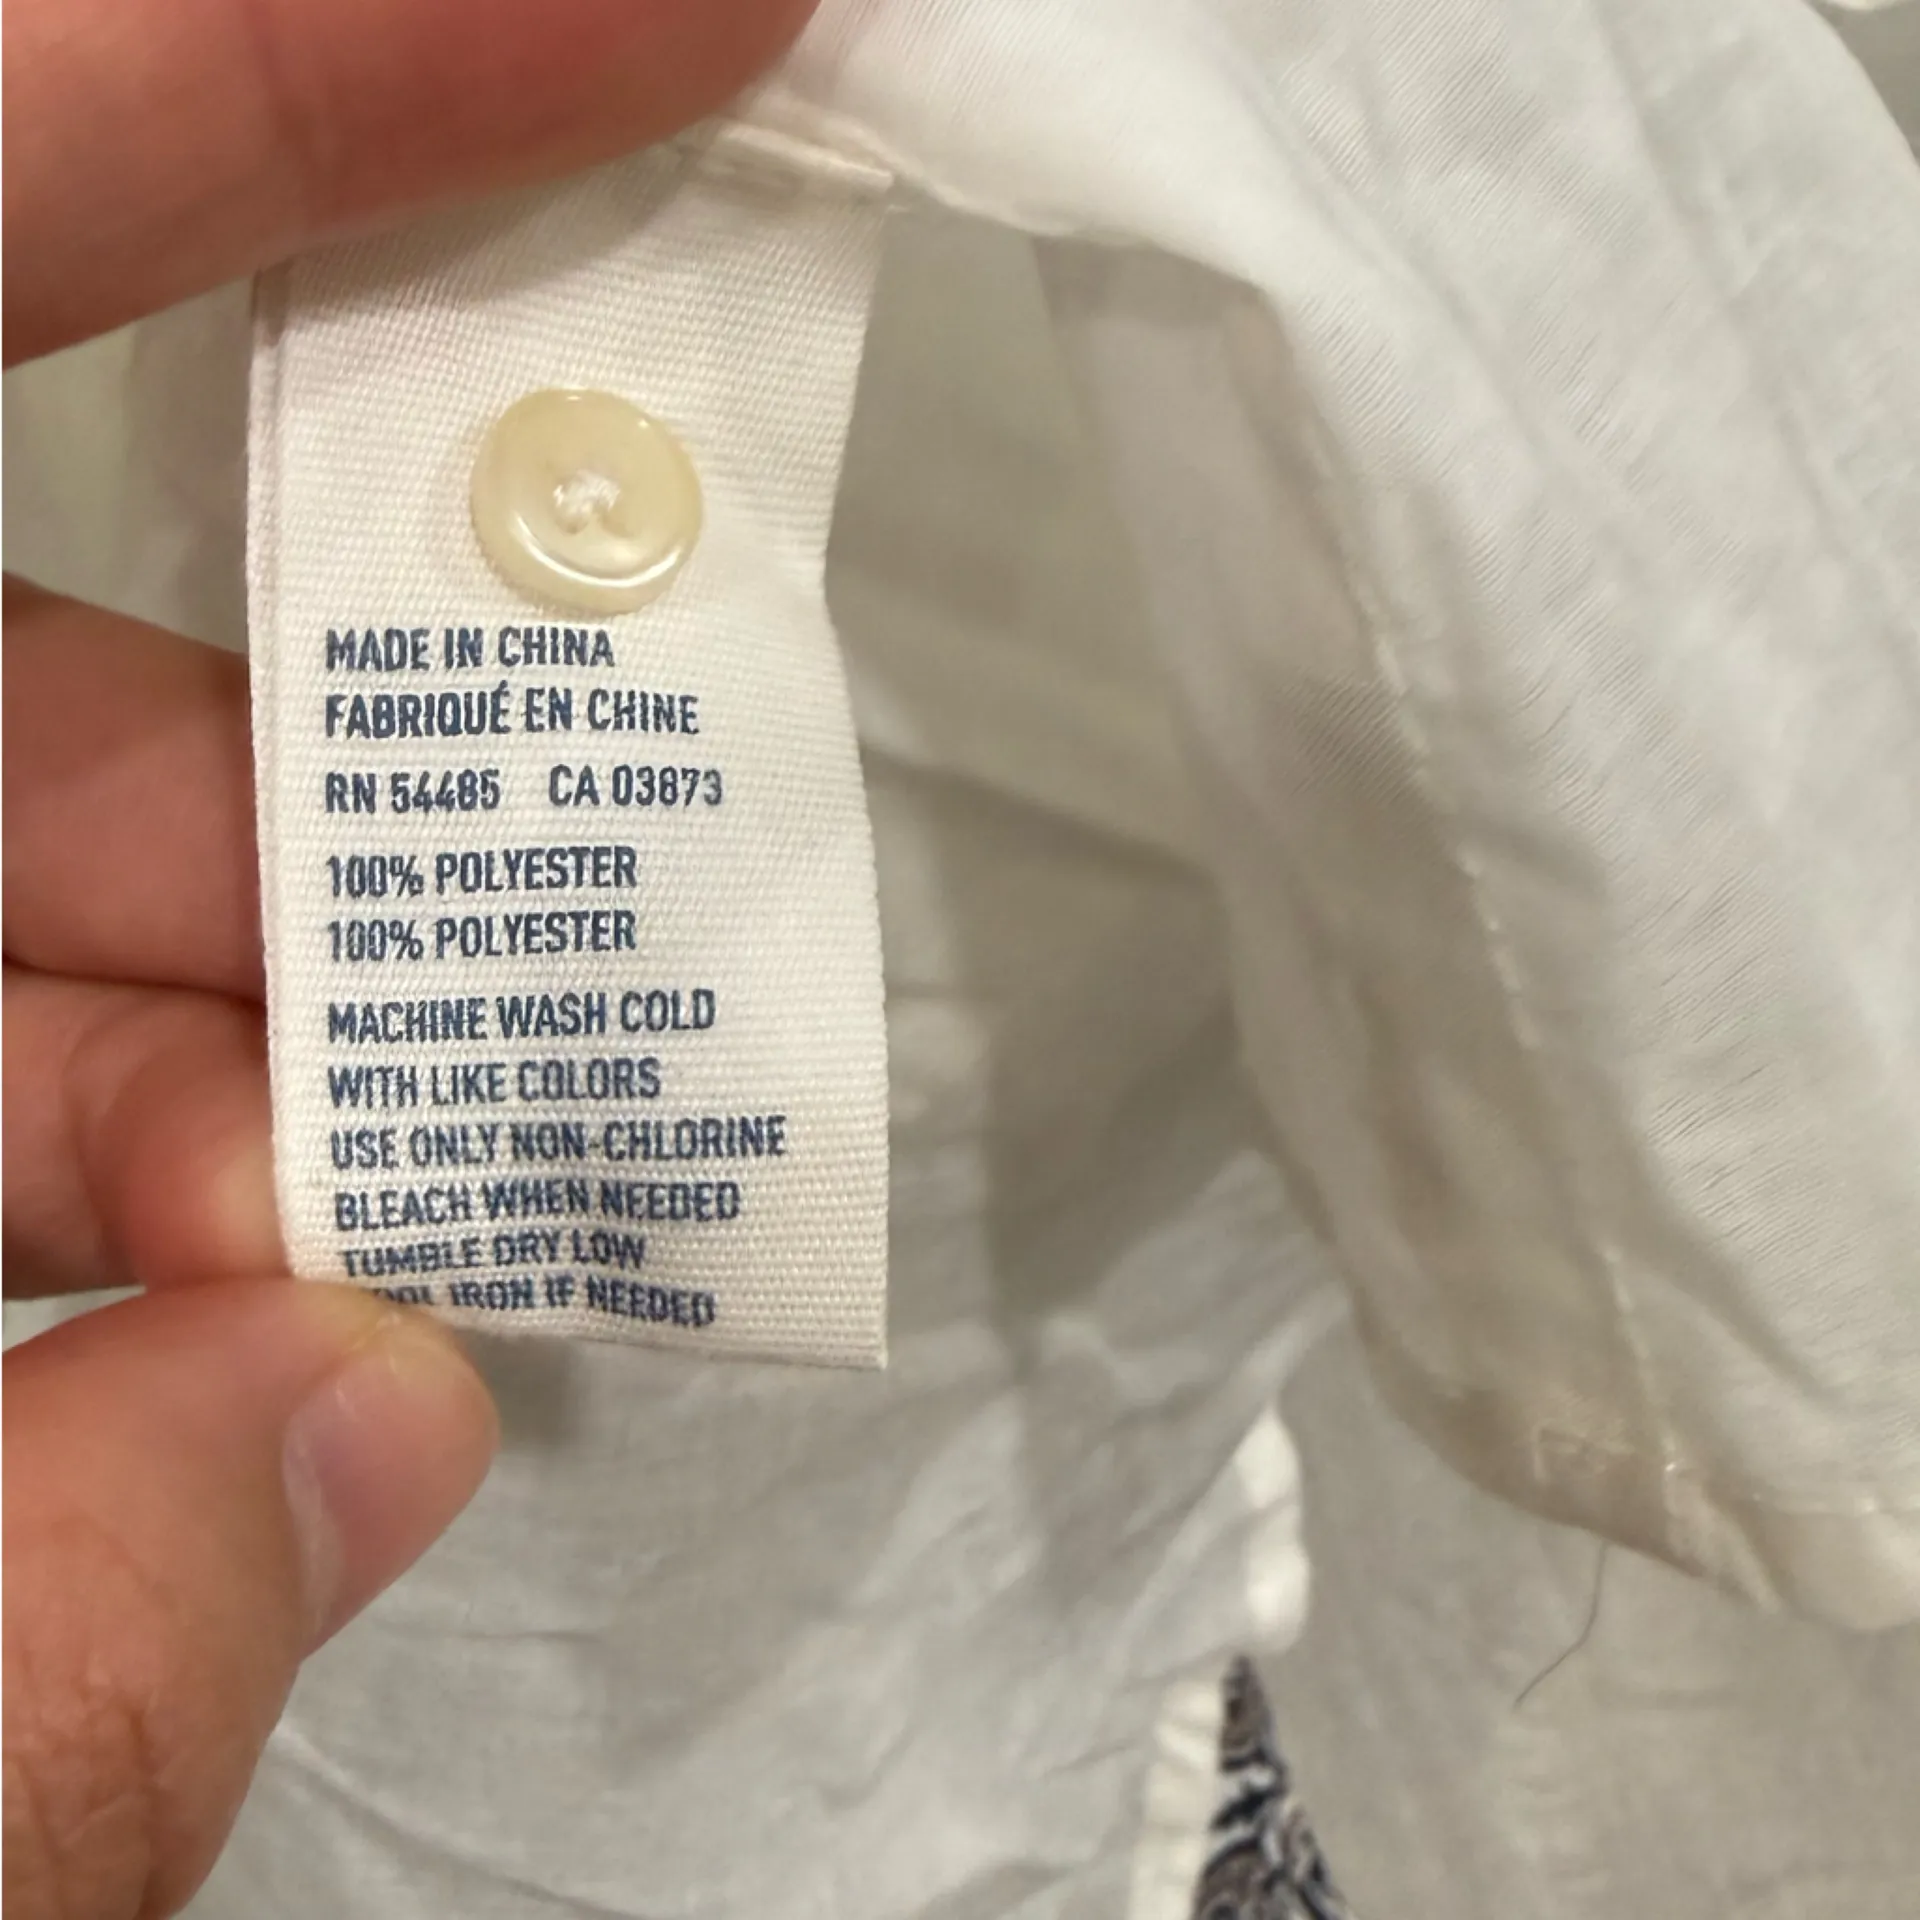 MADE IN CHINA
FABRIQUÉ EN CHINE
RN 54485 CA 03873
100% POLYESTER
100% POLYESTER
MACHINE WASH COLD
WITH LIKE COLORS
USE ONLY NON-CHLORINE
BLEACH WHEN NEEDED
TUMBLE DRY LOW
IRON IF NEEDED